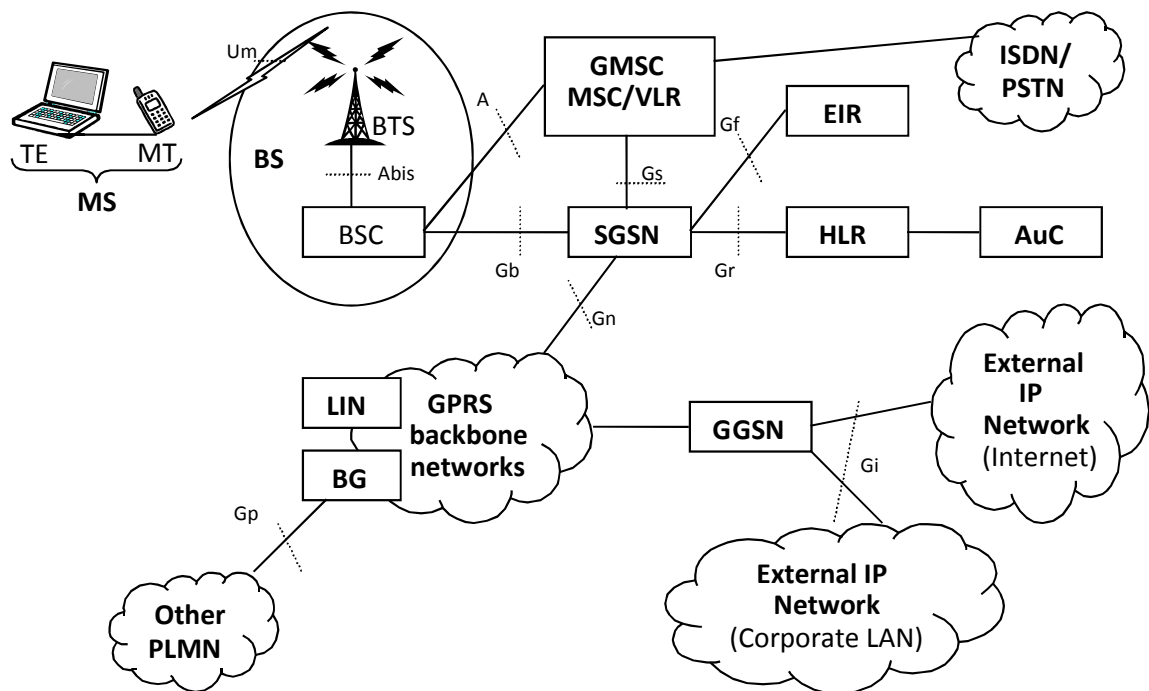 Um
GMSC
MSC/VLR
ISDN/
PSTN
A
EIR
BTS
Gf
TE
MT
BS
Abis
Gs
MS
BSC
SGSN
HLR
AuC
Gb
Gr
Gn
LIN
GPRS
backbone
networks
BG
GGSN
External
IP
Network
(Internet)
Gi
Gp
Other
PLMN
External IP
Network
(Corporate LAN)